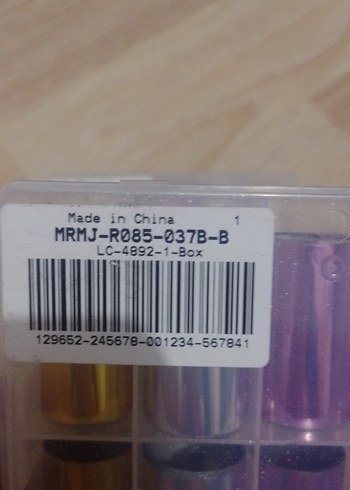 Made in China 1
MRMJ-R085-037B-B
LC-4892-1-Box
129652-245678-001234-567841